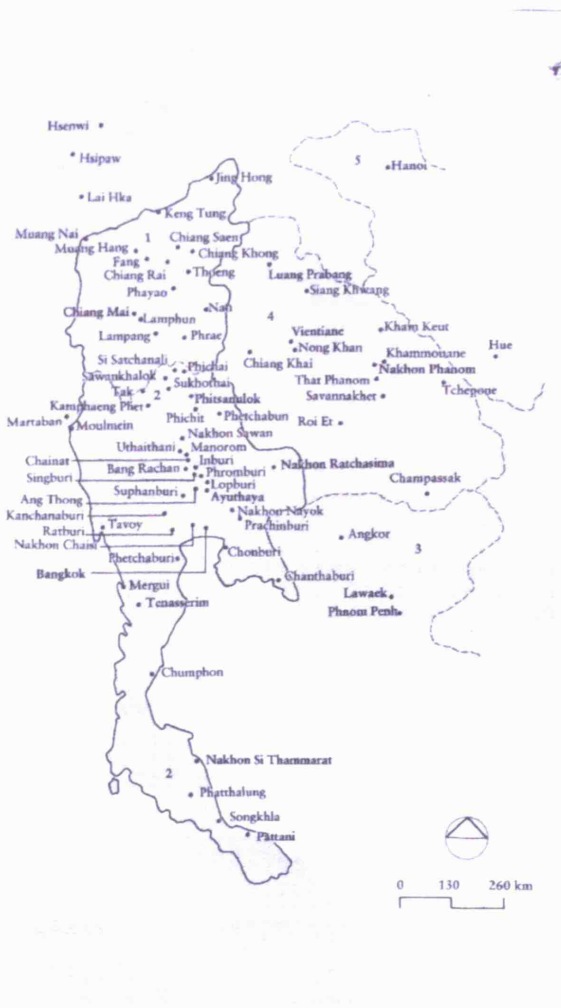 Hsenwi
Hsipaw
5
Hanoi
Jing Hong
Lai Hka
Keng Tung
Muang Nai
1
Chiang Saen
Muang Hang
Chiang Khong
Fang
Chiang Rai
Thoeng
Luang Prabang
Phayao
Siang Khwang
Chiang Mai
Lamphun
Nan
4
Lampang
Phrae
Vientiane
Kham Keut
Nong Khan
Hue
Si Satchanali
Phichai
Chiang Khai
Khammouane
Nakhon Phanom
Sawankhalok
Sukhothai
That Phanom
Tchepone
Tak
2
Phitsanulok
Savannakhet
Kamphaeng Phet
Phichit
Phetchabun
Roi Et
Martaban
Moulmein
Nakhon Sawan
Uthaithani
Manorom
Chainat
Inburi
Bang Rachan
Phromburi
Nakhon Ratchasima
Singburi
Lopburi
Champassak
Suphanburi
Ayuthaya
Ang Thong
Nakhon Nayok
Kanchanaburi
Tavoy
Prachinburi
Ratburi
Angkor
3
Nakhon Chaisi
Phetchaburi
Chonburi
Bangkok
Chanthaburi
Mergui
Lawaek
Tenasserim
Phnom Penh
Chumphon
Nakhon Si Thammarat
2
Phatthalung
Songkhla
Pattani
0 130 260 km